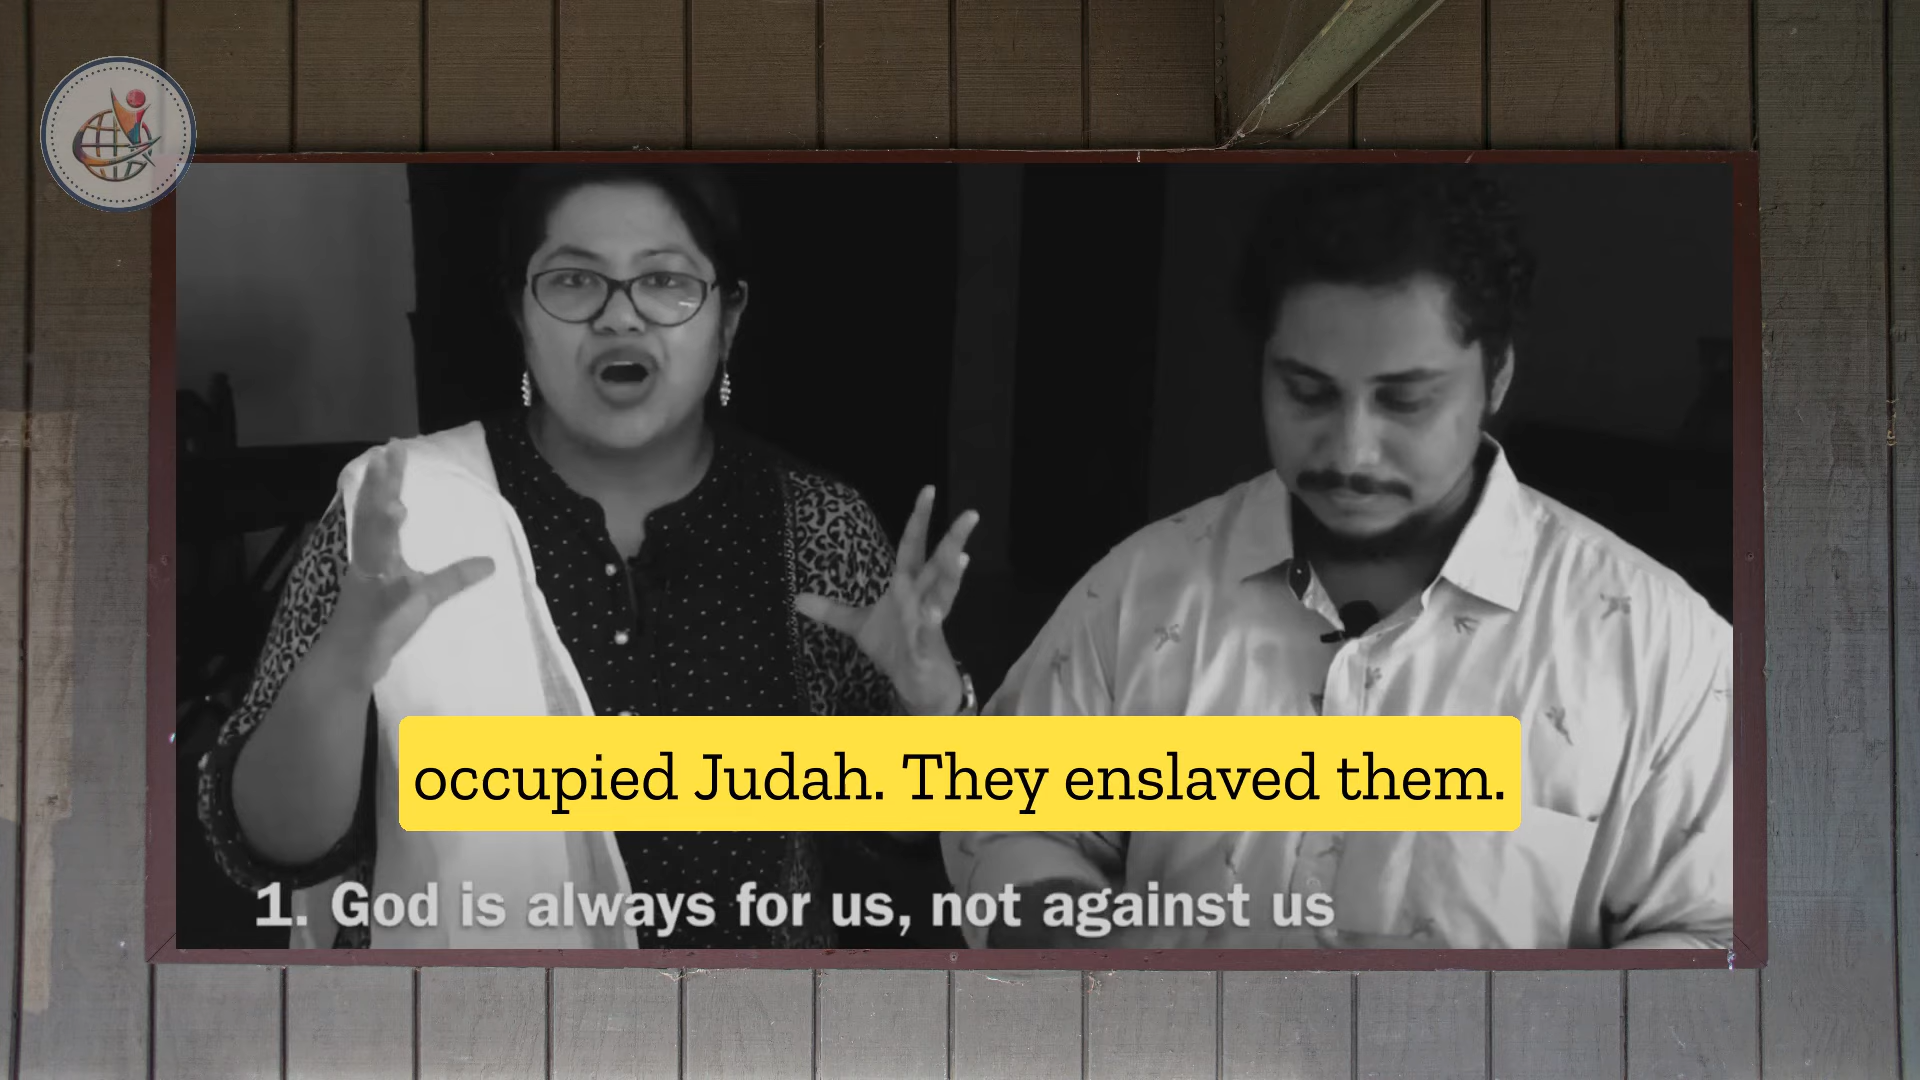 occupied Judah. They enslaved them.
1. God is always for us, not against us